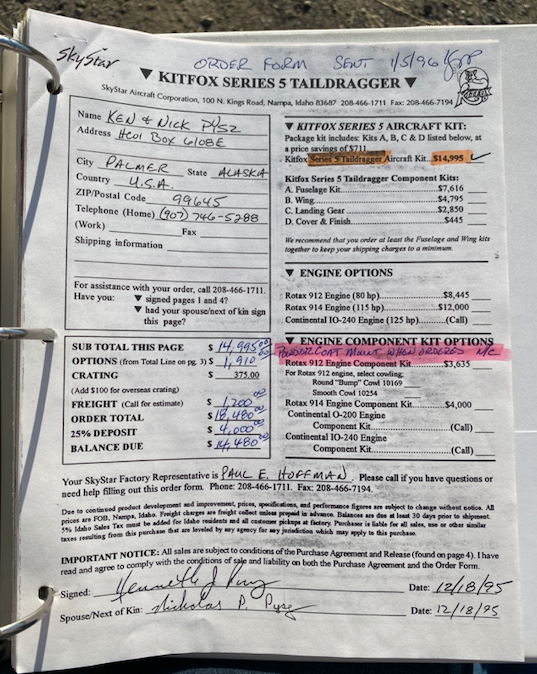 SkyStar
ORDER FORM SENT 1/5/96
▼ KITFOX SERIES 5 TAILDRAGGER ▼
SkyStar Aircraft Corporation, 100 N. Kings Road, Nampa, Idaho 83687 208-466-1711 Fax: 208-466-7194
Name KEN & NICK PYSZ
Address HC01 BOX 6108E
City PALMER State ALASKA
Country U.S.A.
ZIP/Postal Code 99645
Telephone (Home) (907) 746-5288
(Work) Fax
Shipping information
For assistance with your order, call 208-466-1711.
Have you: ▼ signed pages 1 and 4?
▼ had your spouse/next of kin sign
this page?
▼ KITFOX SERIES 5 AIRCRAFT KIT:
Package kit includes: Kits A, B, C & D listed below, at
a price savings of $711.
Kitfox Series 5 Taildragger Aircraft Kit...$14,995 ✓
Kitfox Series 5 Taildragger Component Kits:
A. Fuselage Kit...$7,616
B. Wing...$4,795
C. Landing Gear...$2,850
D. Cover & Finish...$445
We recommend that you order at least the Fuselage and Wing kits
together to keep your shipping charges to a minimum.
▼ ENGINE OPTIONS
Rotax 912 Engine (80 hp)...$8,445
Rotax 914 Engine (115 hp)...$12,000
Continental IO-240 Engine (125 hp)...(Call)
SUB TOTAL THIS PAGE $ 14,995.00
OPTIONS (from Total Line on pg. 3) $ 1,910.00
CRATING $ 375.00
(Add $100 for overseas crating)
FREIGHT (Call for estimate) $ 1,200.00
ORDER TOTAL $ 18,480.00
25% DEPOSIT $ 4,000.00
BALANCE DUE $ 14,480.00
▼ ENGINE COMPONENT KIT OPTIONS
POWDERCOAT MOUNT WHEN ORDERED N/C
Rotax 912 Engine Component Kit...$3,635
For Rotax 912 engine, select cowling;
Round "Bump" Cowl 10169
Smooth Cowl 10254
Rotax 914 Engine Component Kit...$4,000
Continental O-200 Engine
Component Kit...(Call)
Continental IO-240 Engine
Component Kit...(Call)
Your SkyStar Factory Representative is PAUL E. HOFFMAN. Please call if you have questions or
need help filling out this order form. Phone: 208-466-1711. Fax: 208-466-7194.
Due to continued product development and improvement, prices, specifications, and performance figures are subject to change without notice. All
prices are FOB, Nampa, Idaho. Freight charges are freight collect unless prepaid in advance. Balances are due at least 30 days prior to shipment.
5% Idaho Sales Tax must be added for Idaho residents and all customer pickups at factory. Purchaser is liable for all sales, use or other similar
taxes resulting from this purchase that are levied by any agency for any jurisdiction which may apply to this purchase.
IMPORTANT NOTICE: All sales are subject to conditions of the Purchase Agreement and Release (found on page 4). I have
read and agree to comply with the conditions of sale and liability on both the Purchase Agreement and the Order Form.
Signed: Kenneth J Pysz Date: 12/18/95
Spouse/Next of Kin: Nicholas P. Pysz Date: 12/18/95